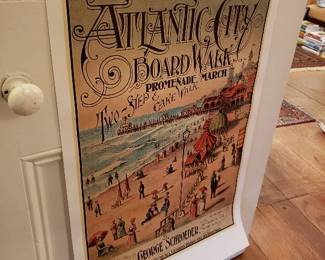 ATLANTIC CITY
BOARD WALK
PROMENADE MARCH
TWO-STEP &
CAKE WALK
GEORGE SCHROEDER